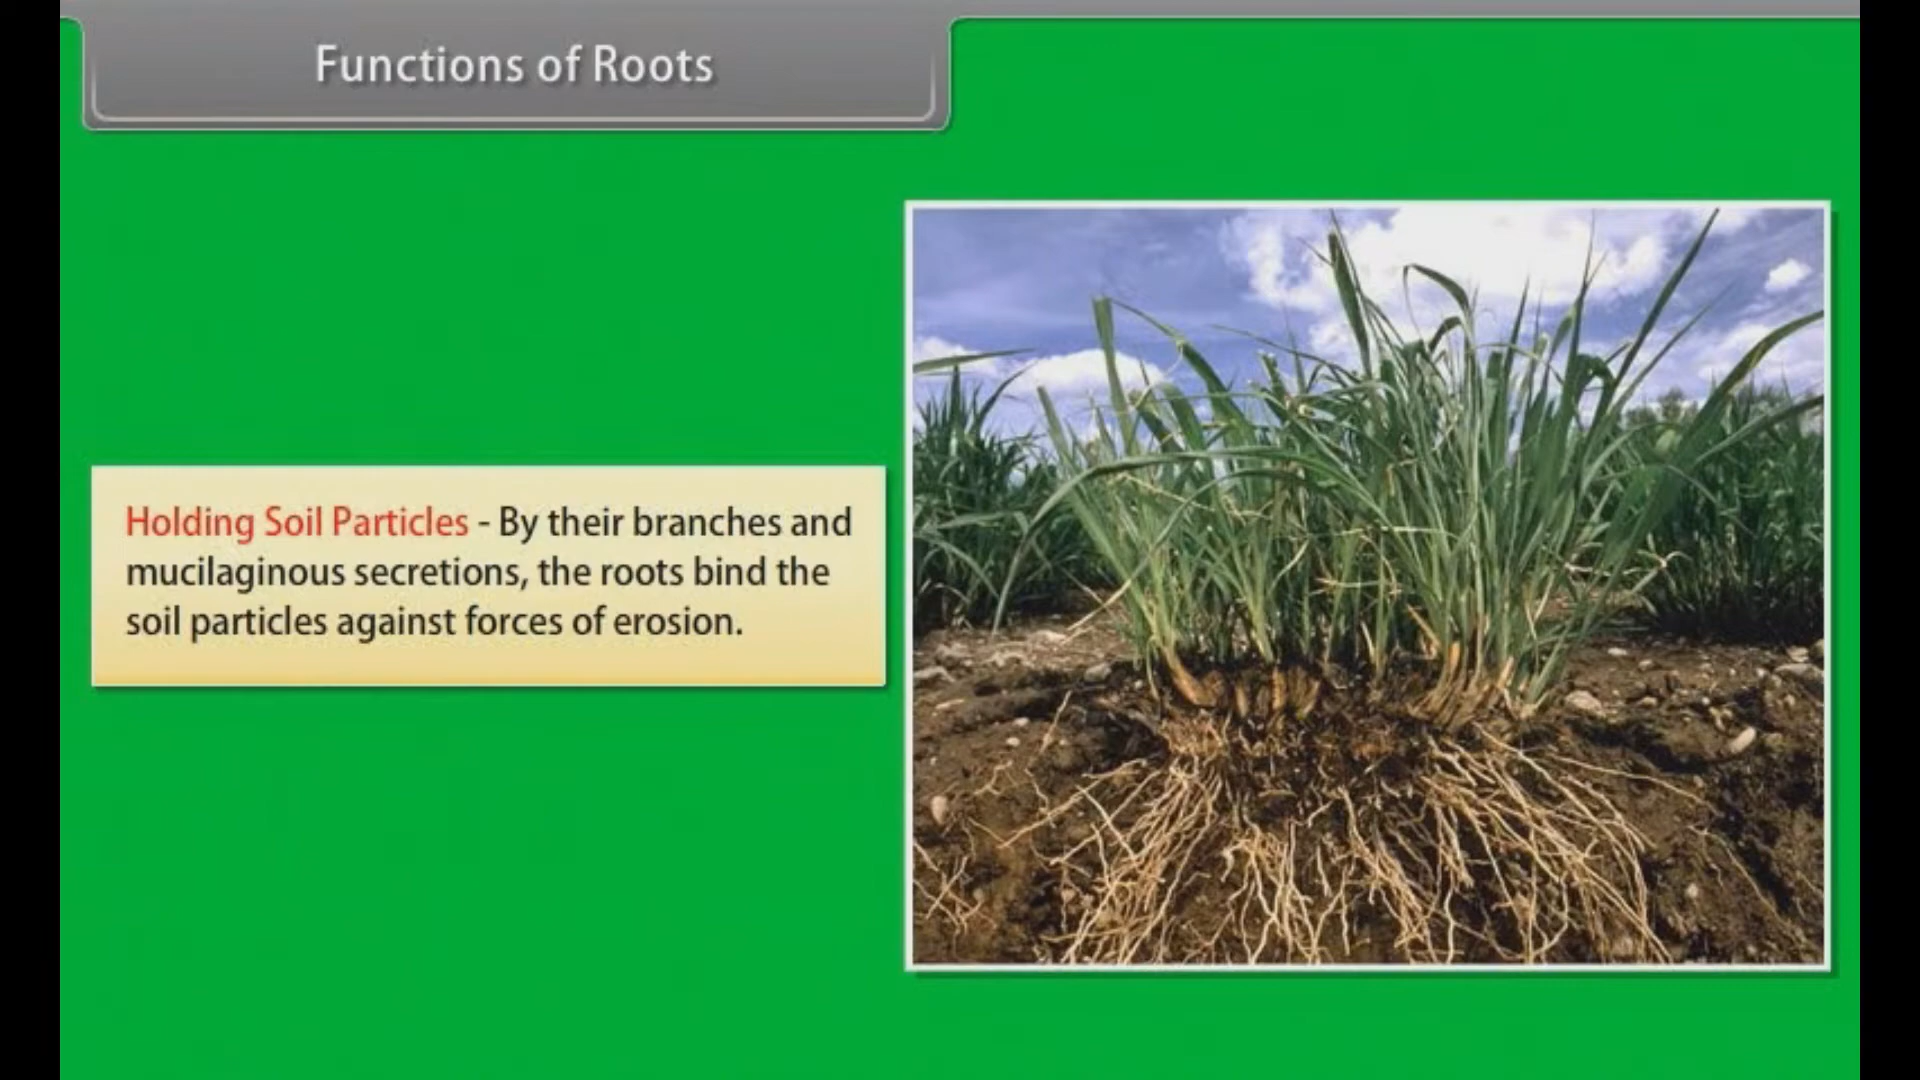 Functions of Roots
Holding Soil Particles - By their branches and
mucilaginous secretions, the roots bind the
soil particles against forces of erosion.